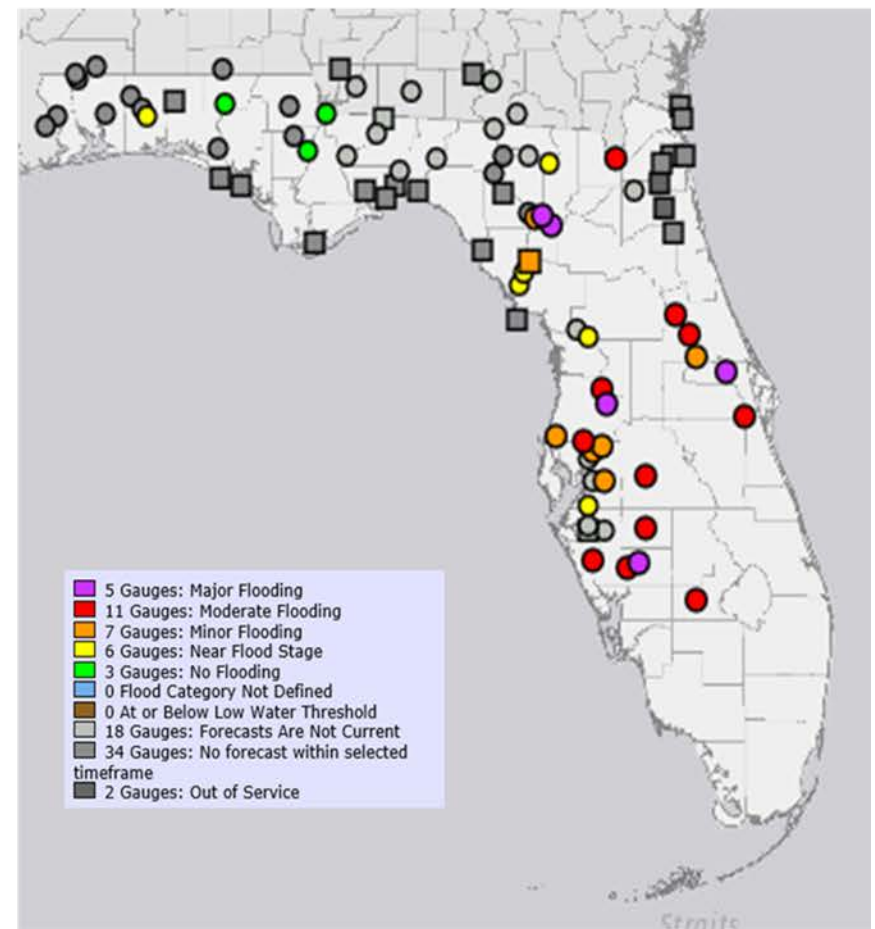 5 Gauges: Major Flooding
11 Gauges: Moderate Flooding
7 Gauges: Minor Flooding
6 Gauges: Near Flood Stage
3 Gauges: No Flooding
0 Flood Category Not Defined
0 At or Below Low Water Threshold
18 Gauges: Forecasts Are Not Current
34 Gauges: No forecast within selected
timeframe
2 Gauges: Out of Service
Straits